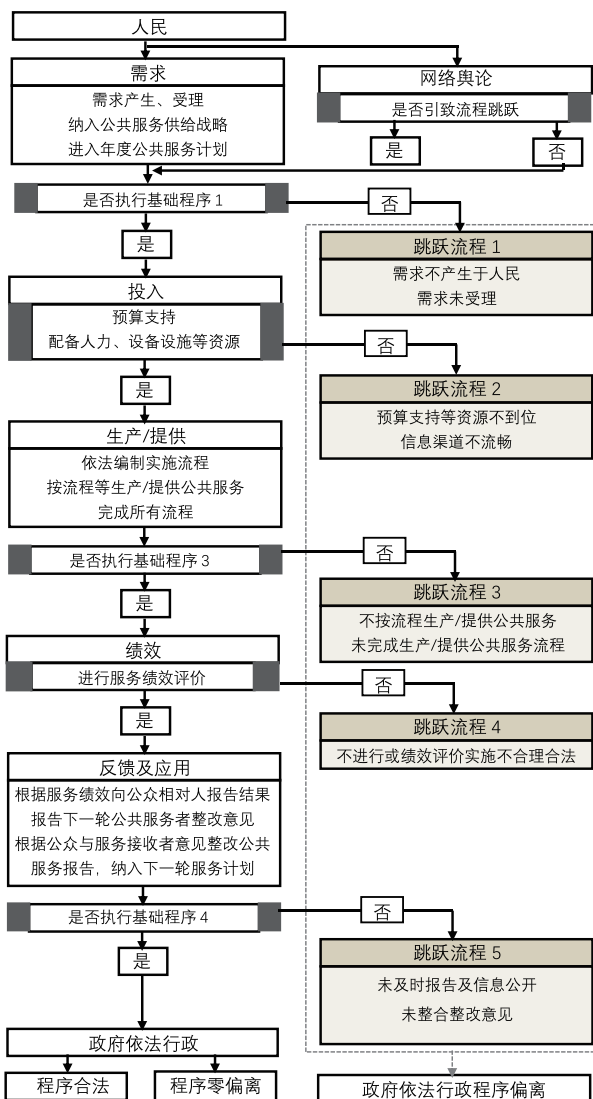 人民
需求
需求产生、受理
纳入公共服务供给战略
进入年度公共服务计划
网络舆论
是否引致流程跳跃
是
否
是否执行基础程序 1
否
是
跳跃流程 1
需求不产生于人民
需求未受理
投入
预算支持
配备人力、设备设施等资源
否
是
跳跃流程 2
预算支持等资源不到位
信息渠道不流畅
生产/提供
依法编制实施流程
按流程等生产/提供公共服务
完成所有流程
是否执行基础程序 3
否
是
跳跃流程 3
不按流程生产/提供公共服务
未完成生产/提供公共服务流程
绩效
进行服务绩效评价
否
是
跳跃流程 4
不进行或绩效评价实施不合理合法
反馈及应用
根据服务绩效向公众相对人报告结果
报告下一轮公共服务者整改意见
根据公众与服务接收者意见整改公共
服务报告，纳入下一轮服务计划
是否执行基础程序 4
否
是
跳跃流程 5
未及时报告及信息公开
未整合整改意见
政府依法行政
程序合法
程序零偏离
政府依法行政程序偏离